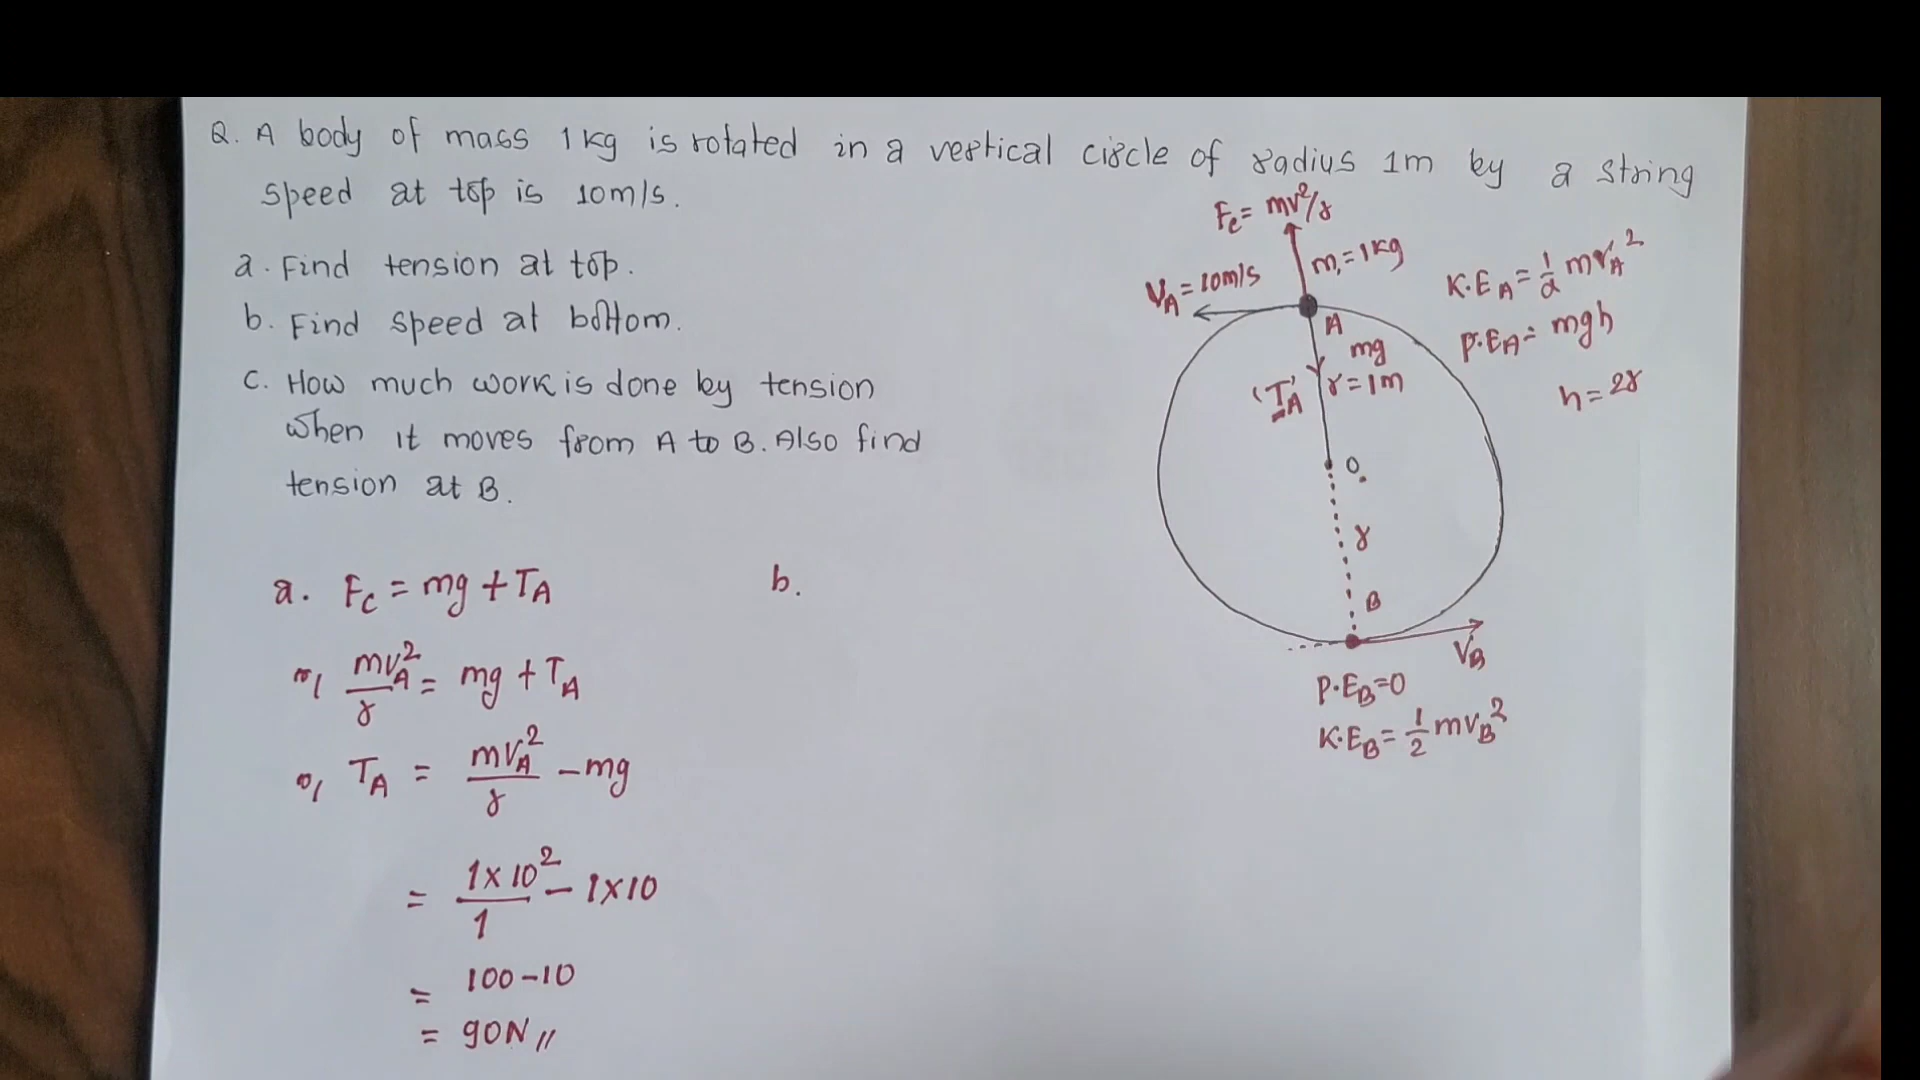 Q. A body of mass 1 kg is rotated in a vertical circle of radius 1m by a string
speed at top is 10m/s.
a. Find tension at top.
b. Find speed at bottom.
c. How much work is done by tension
when it moves from A to B. Also find
tension at B.
Fc = mv²/r
m, = 1kg
VA = 10m/s
A
mg
r = 1m
'TA'
O
r
B
VB
P.EB=0
K.EB = 1/2 mvB²
K.EA = 1/2 mvA²
P.EA = mgh
h = 2r
a. Fc = mg + TA
or, mvA²/r = mg + TA
or, TA = mvA²/r - mg
= 1×10²/1 - 1×10
= 100-10
= 90N //
b.